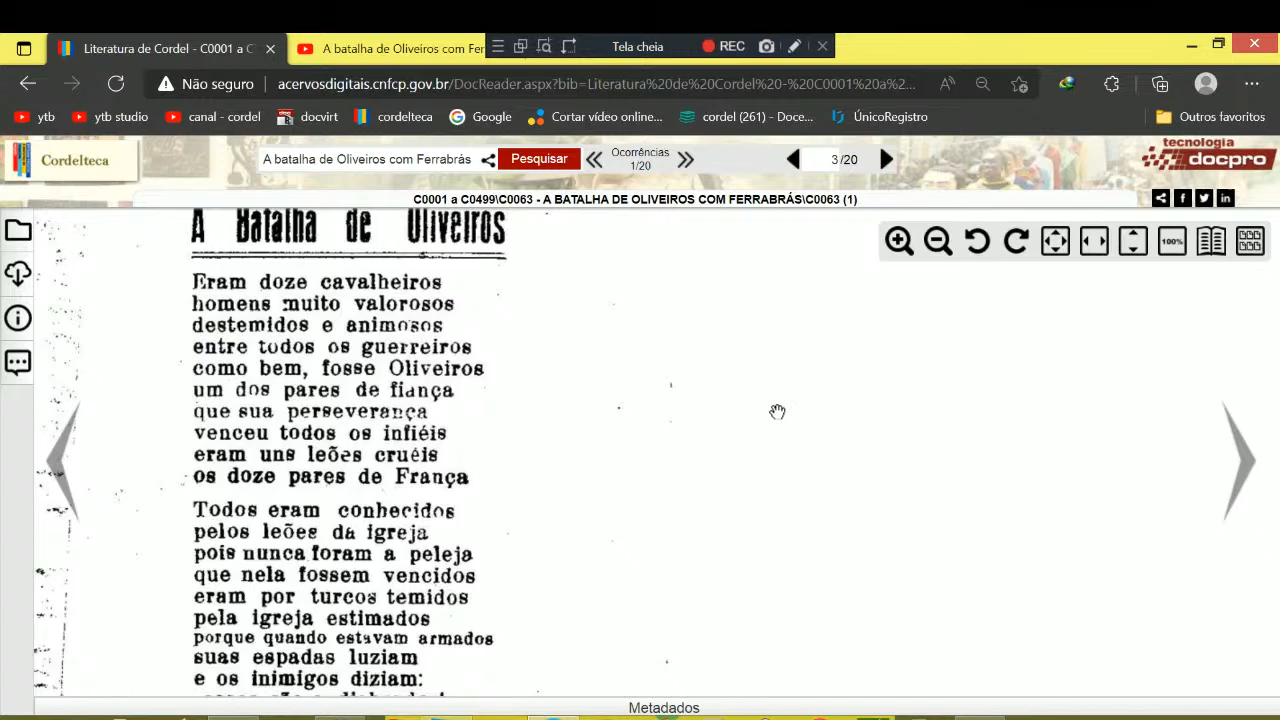 Literatura de Cordel - C0001 a C
A batalha de Oliveiros com Fer
Tela cheia
REC
Não seguro
acervosdigitais.cnfcp.gov.br/DocReader.aspx?bib=Literatura%20de%20Cordel%20-%20C0001%20a%2...
ytb
ytb studio
canal - cordel
docvirt
cordelteca
Google
Cortar vídeo online...
cordel (261) - Doce...
ÚnicoRegistro
Outros favoritos
Cordelteca
A batalha de Oliveiros com Ferrabrás
Pesquisar
Ocorrências
1/20
3 /20
tecnologia
docpro
C0001 a C0499\C0063 - A BATALHA DE OLIVEIROS COM FERRABRÁS\C0063 (1)
100%
A Batalha de Oliveiros
Eram doze cavalheiros
homens muito valorosos
destemidos e animosos
entre todos os guerreiros
como bem, fosse Oliveiros
um dos pares de fiança
que sua perseverança
venceu todos os infiéis
eram uns leões cruéis
os doze pares de França
Todos eram conhecidos
pelos leões da igreja
pois nunca foram a peleja
que nela fossem vencidos
eram por turcos temidos
pela igreja estimados
porque quando estavam armados
suas espadas luziam
e os inimigos diziam:
Metadados